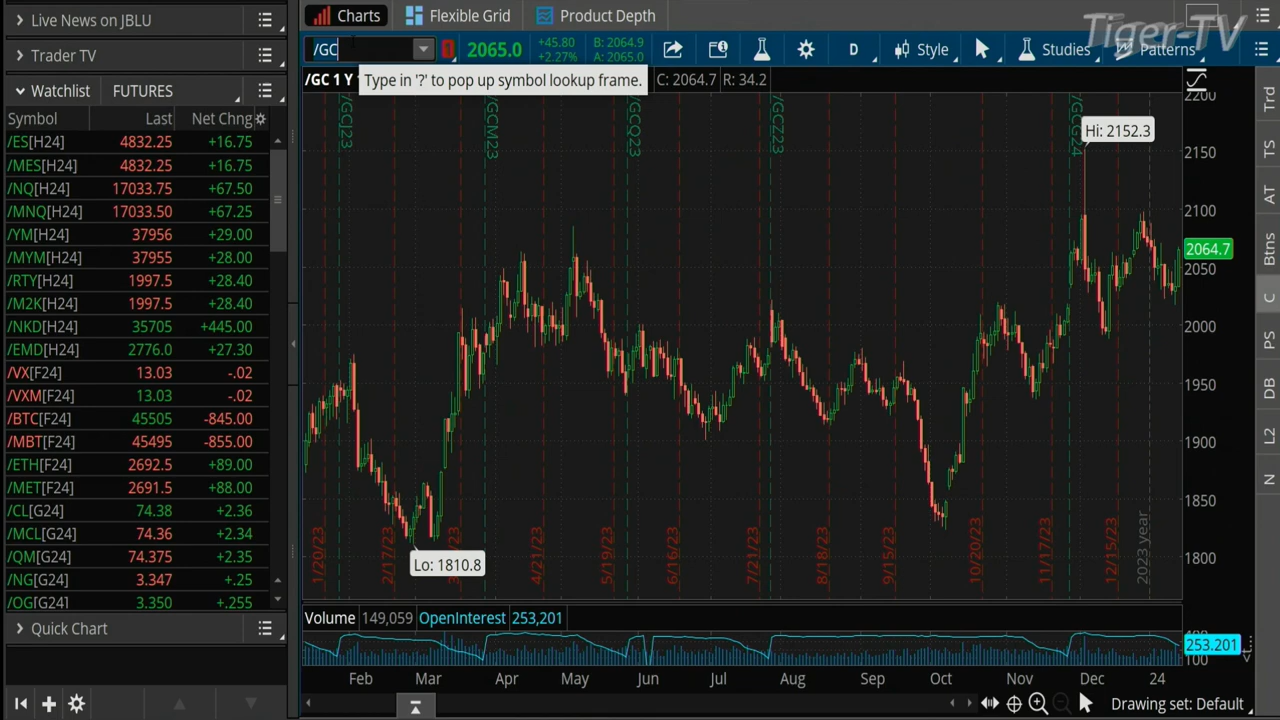 Live News on JBLU
Charts
Flexible Grid
Product Depth
Tiger-TV
Trader TV
/GC
2065.0
+45.80
+2.27%
B: 2064.9
A: 2065.0
D
Style
Studies
Patterns
Type in '?' to pop up symbol lookup frame.
/GC 1 Y
C: 2064.7
R: 34.2
Watchlist
FUTURES
Symbol Last Net Chng
/ES[H24] 4832.25 +16.75
/MES[H24] 4832.25 +16.75
/NQ[H24] 17033.75 +67.50
/MNQ[H24] 17033.50 +67.25
/YM[H24] 37956 +29.00
/MYM[H24] 37955 +28.00
/RTY[H24] 1997.5 +28.40
/M2K[H24] 1997.5 +28.40
/NKD[H24] 35705 +445.00
/EMD[H24] 2776.0 +27.30
/VX[F24] 13.03 -.02
/VXM[F24] 13.03 -.02
/BTC[F24] 45505 -845.00
/MBT[F24] 45495 -855.00
/ETH[F24] 2692.5 +89.00
/MET[F24] 2691.5 +88.00
/CL[G24] 74.38 +2.36
/MCL[G24] 74.36 +2.34
/QM[G24] 74.375 +2.35
/NG[G24] 3.347 +.25
/QG[G24] 3.350 +.255
Quick Chart
/GCJ23
/GCM23
/GCQ23
/GCZ23
/GCG24
Hi: 2152.3
Lo: 1810.8
2200
2150
2100
2064.7
2050
2000
1950
1900
1850
1800
1/20/23
2/17/23
4/21/23
5/19/23
6/16/23
7/21/23
8/18/23
9/15/23
10/20/23
11/17/23
12/15/23
2023 year
Volume 149,059 OpenInterest 253,201
253,201
100
Feb Mar Apr May Jun Jul Aug Sep Oct Nov Dec 24
Drawing set: Default
Trd
TS
AT
Btns
C
PS
DB
L2
N